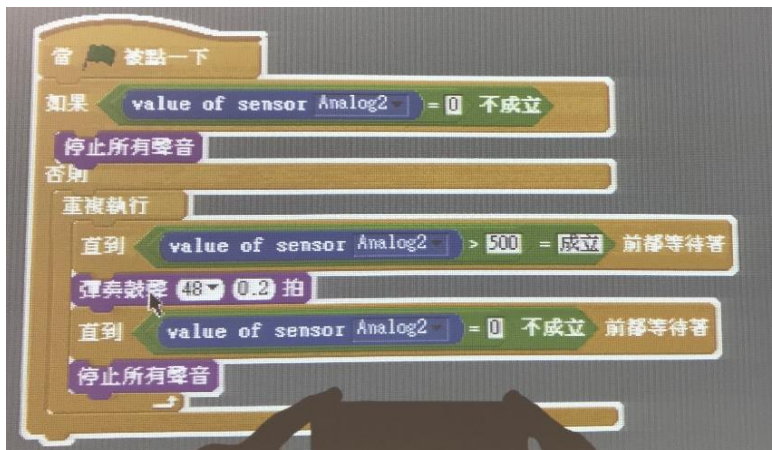 當 被點一下
如果 value of sensor Analog2 = 0 不成立
停止所有聲音
否則
重複執行
直到 value of sensor Analog2 > 500 = 成立 前都等待著
彈奏鼓聲 48 0.2 拍
直到 value of sensor Analog2 = 0 不成立 前都等待著
停止所有聲音